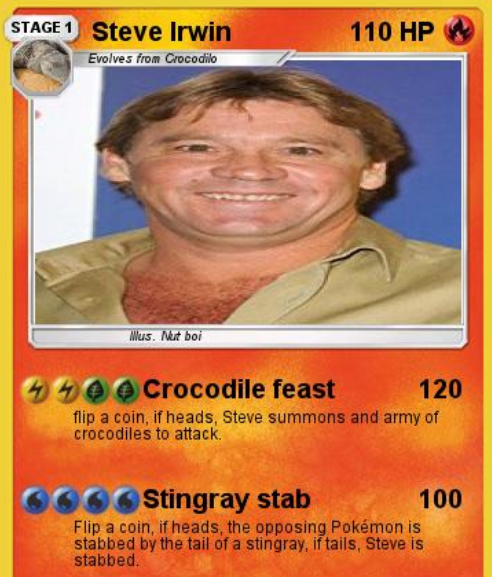 STAGE 1 Steve Irwin 110 HP
Evolves from Crocodilo
Illus. Nut boi
Crocodile feast 120
flip a coin, if heads, Steve summons and army of
crocodiles to attack.
Stingray stab 100
Flip a coin, if heads, the opposing Pokémon is
stabbed by the tail of a stingray, if tails, Steve is
stabbed.